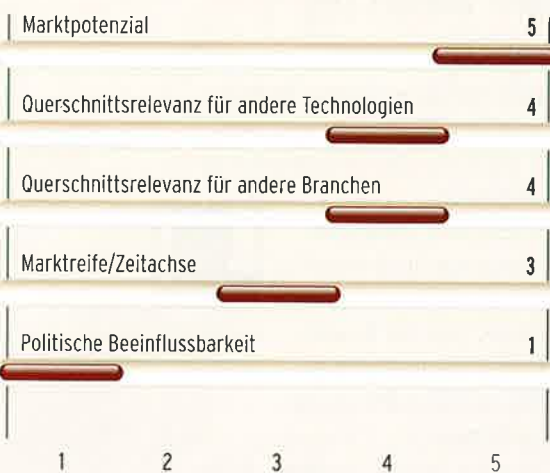 Marktpotenzial 5
Querschnittsrelevanz für andere Technologien 4
Querschnittsrelevanz für andere Branchen 4
Marktreife/Zeitachse 3
Politische Beeinflussbarkeit 1
1 2 3 4 5